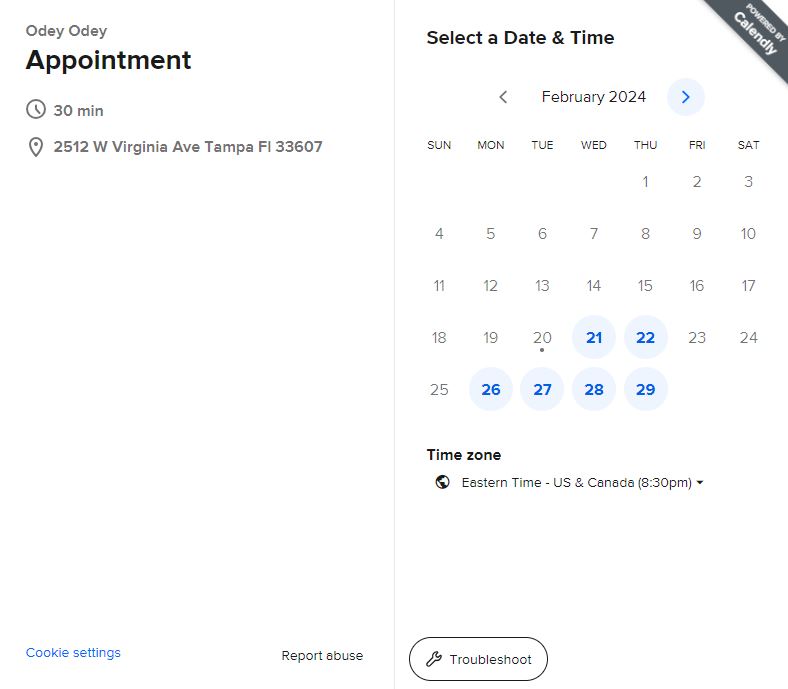 Odey Odey
Appointment
30 min
2512 W Virginia Ave Tampa Fl 33607
Cookie settings
Report abuse
POWERED BY
Calendly
Select a Date & Time
February 2024
SUN MON TUE WED THU FRI SAT
1 2 3
4 5 6 7 8 9 10
11 12 13 14 15 16 17
18 19 20 21 22 23 24
25 26 27 28 29
Time zone
Eastern Time - US & Canada (8:30pm)
Troubleshoot